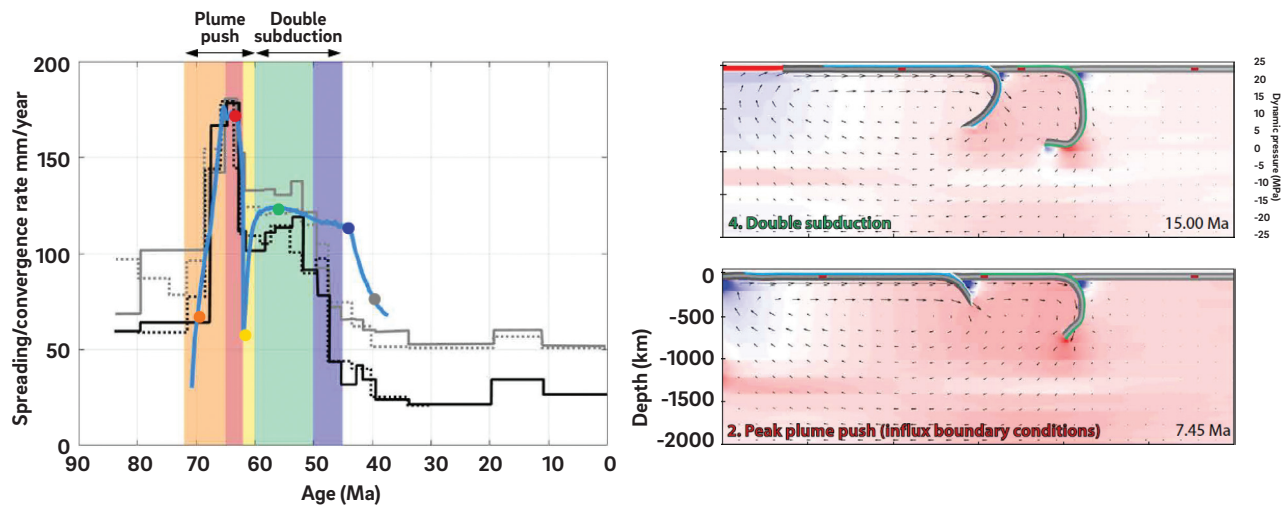 Plume push
Double subduction
Spreading/convergence rate mm/year
200
150
100
50
0
90 80 70 60 50 40 30 20 10 0
Age (Ma)
4. Double subduction
15.00 Ma
25
20
15
10
5
0
-5
-10
-15
-20
-25
Dynamic pressure (MPa)
Depth (km)
0
-500
-1000
-1500
-2000
2. Peak plume push (influx boundary conditions)
7.45 Ma